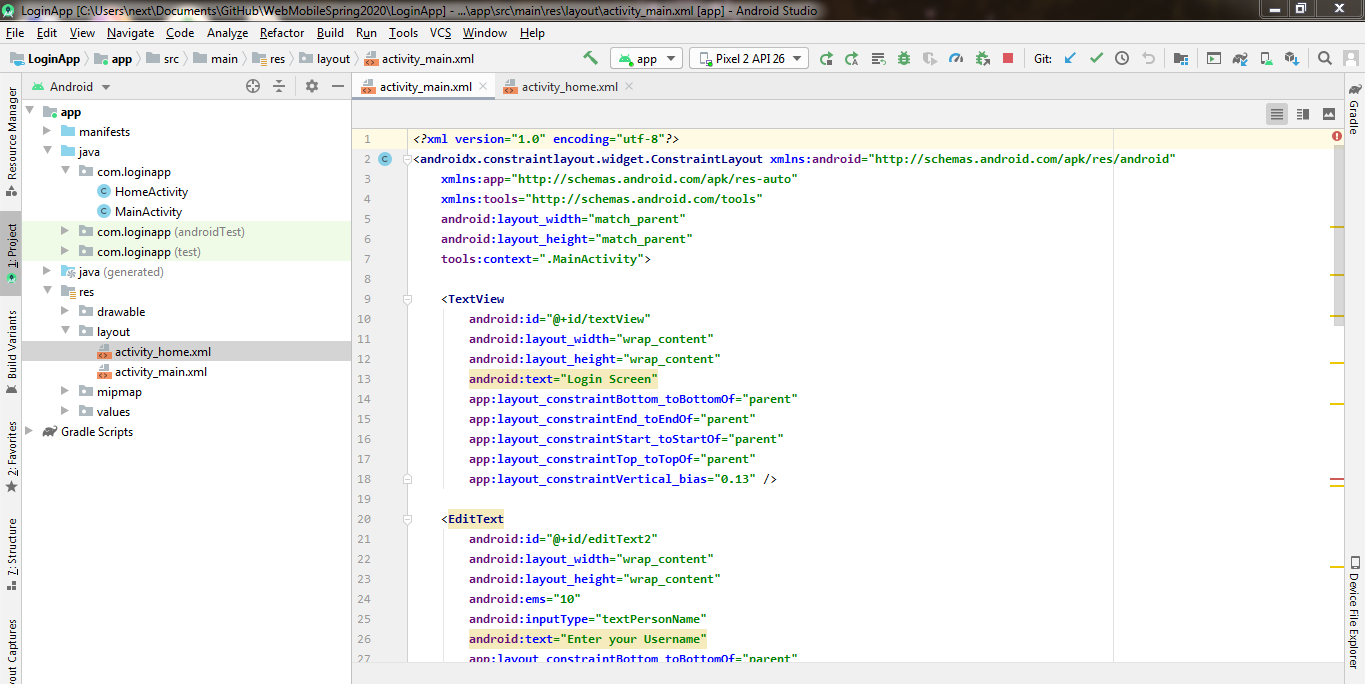 LoginApp [C:\Users\next\Documents\GitHub\WebMobileSpring2020\LoginApp] - ...\app\src\main\res\layout\activity_main.xml [app] - Android Studio
File Edit View Navigate Code Analyze Refactor Build Run Tools VCS Window Help
LoginApp app src main res layout activity_main.xml app Pixel 2 API 26 Git:
Android
activity_main.xml activity_home.xml
app
manifests
java
com.loginapp
HomeActivity
MainActivity
com.loginapp (androidTest)
com.loginapp (test)
java (generated)
res
drawable
layout
activity_home.xml
activity_main.xml
mipmap
values
Gradle Scripts
Resource Manager
1: Project
Build Variants
2: Favorites
7: Structure
out Captures
1 <?xml version="1.0" encoding="utf-8"?>
2 <androidx.constraintlayout.widget.ConstraintLayout xmlns:android="http://schemas.android.com/apk/res/android"
3 xmlns:app="http://schemas.android.com/apk/res-auto"
4 xmlns:tools="http://schemas.android.com/tools"
5 android:layout_width="match_parent"
6 android:layout_height="match_parent"
7 tools:context=".MainActivity">
8
9 <TextView
10 android:id="@+id/textView"
11 android:layout_width="wrap_content"
12 android:layout_height="wrap_content"
13 android:text="Login Screen"
14 app:layout_constraintBottom_toBottomOf="parent"
15 app:layout_constraintEnd_toEndOf="parent"
16 app:layout_constraintStart_toStartOf="parent"
17 app:layout_constraintTop_toTopOf="parent"
18 app:layout_constraintVertical_bias="0.13" />
19
20 <EditText
21 android:id="@+id/editText2"
22 android:layout_width="wrap_content"
23 android:layout_height="wrap_content"
24 android:ems="10"
25 android:inputType="textPersonName"
26 android:text="Enter your Username"
27 app:layout_constraintBottom_toBottomOf="parent"
Gradle
Device File Explorer